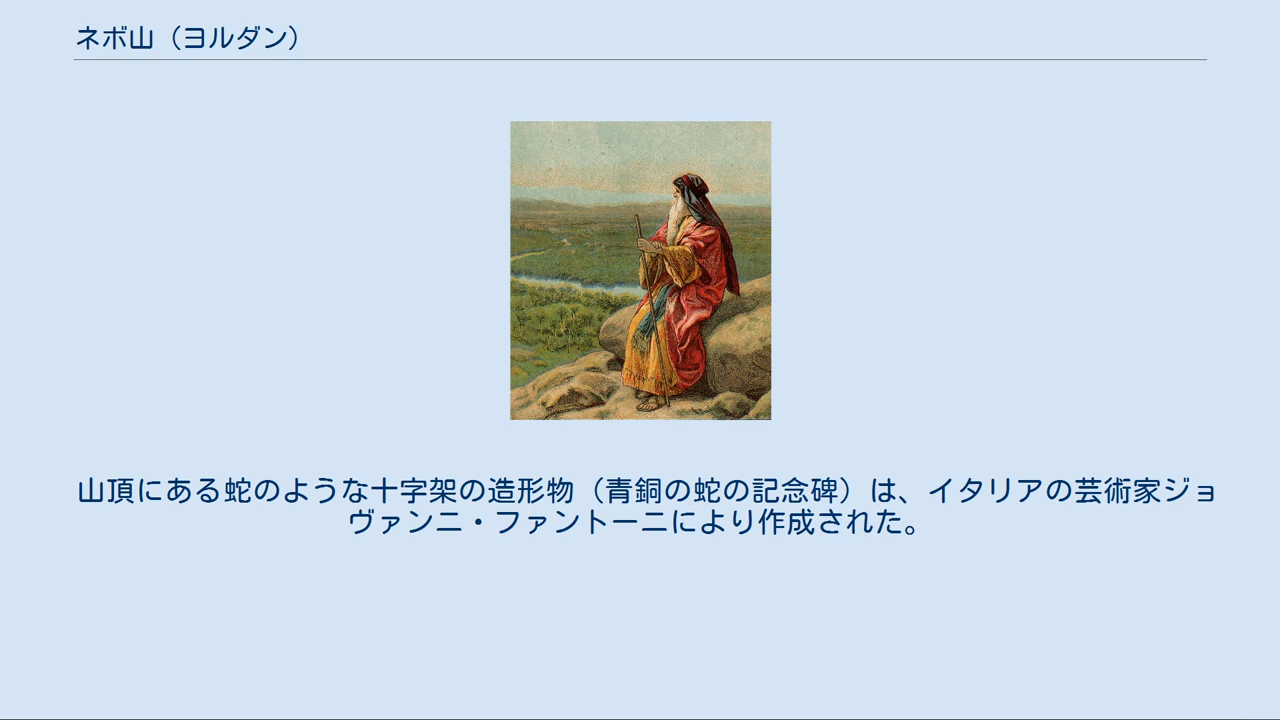 ネボ山（ヨルダン）
山頂にある蛇のような十字架の造形物（青銅の蛇の記念碑）は、イタリアの芸術家ジョ
ヴァンニ・ファントーニにより作成された。